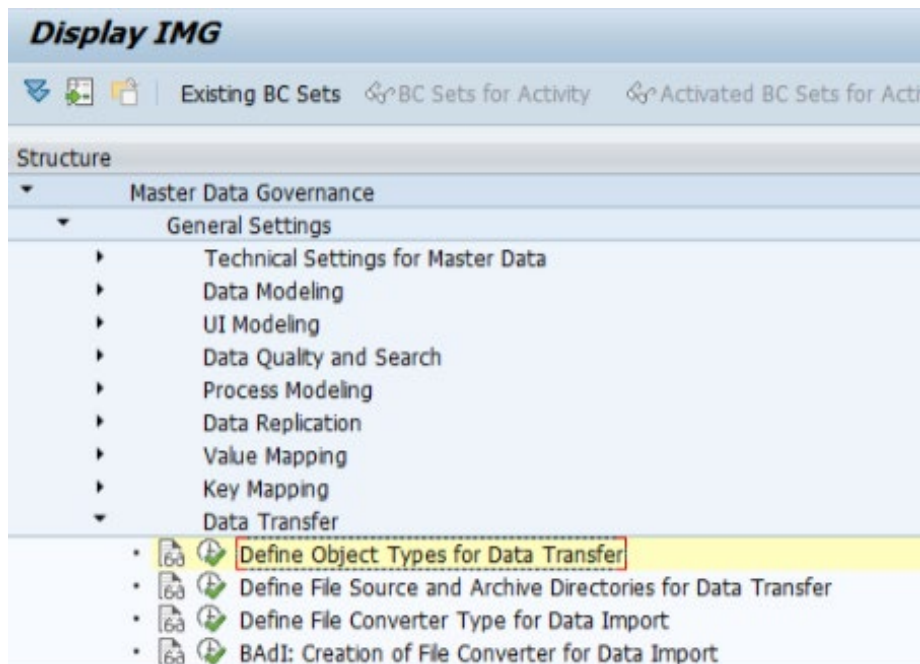 Display IMG
Existing BC Sets BC Sets for Activity Activated BC Sets for Acti
Structure
Master Data Governance
General Settings
Technical Settings for Master Data
Data Modeling
UI Modeling
Data Quality and Search
Process Modeling
Data Replication
Value Mapping
Key Mapping
Data Transfer
Define Object Types for Data Transfer
Define File Source and Archive Directories for Data Transfer
Define File Converter Type for Data Import
BAdI: Creation of File Converter for Data Import